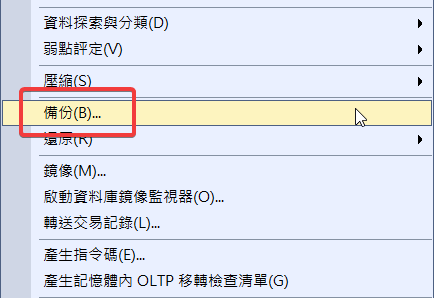 資料探索與分類(D)
弱點評定(V)
壓縮(S)
備份(B)...
還原(R)
鏡像(M)...
啟動資料庫鏡像監視器(O)...
轉送交易記錄(L)...
產生指令碼(E)...
產生記憶體內 OLTP 移轉檢查清單(G)